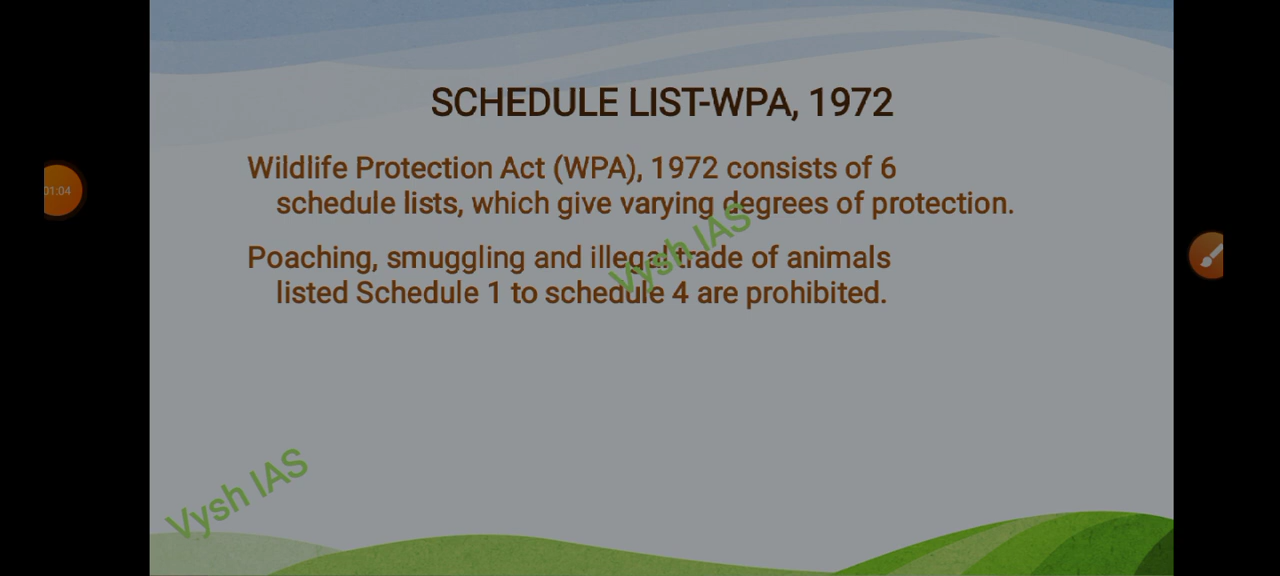 SCHEDULE LIST-WPA, 1972
01:04
Wildlife Protection Act (WPA), 1972 consists of 6
schedule lists, which give varying degrees of protection.
Vysh IAS
Poaching, smuggling and illegal trade of animals
listed Schedule 1 to schedule 4 are prohibited.
Vysh IAS